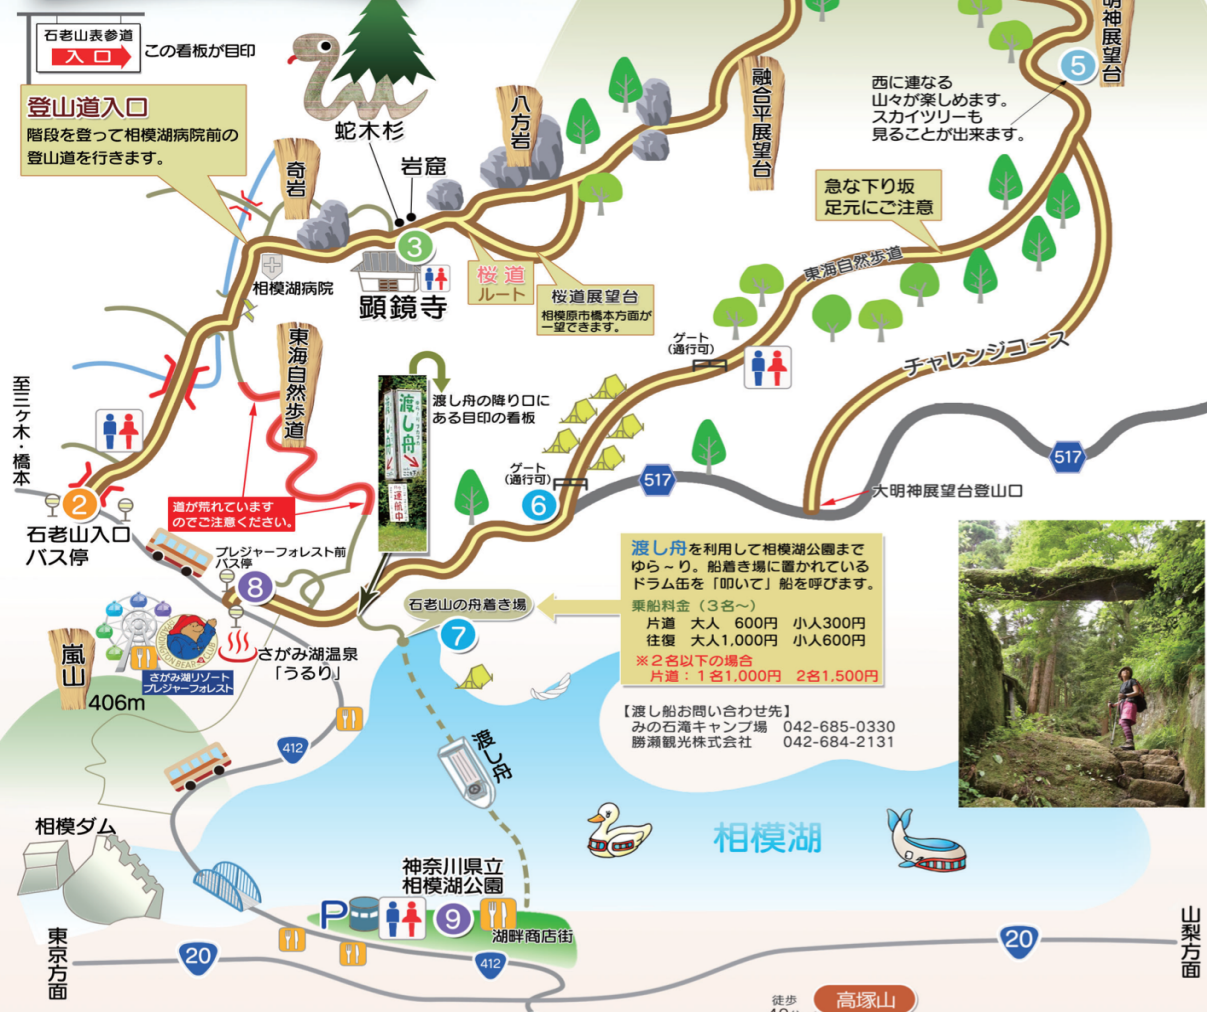 石老山表参道
入口
この看板が目印
登山道入口
階段を登って相模湖病院前の
登山道を行きます。
蛇木杉
奇岩
岩窟
八方岩
融合平展望台
明神展望台
5
西に連なる
山々が楽しめます。
スカイツリーも
見ることが出来ます。
急な下り坂
足元にご注意
東海自然歩道
3
顕鏡寺
相模湖病院
桜道
ルート
桜道展望台
相模原市橋本方面が
一望できます。
東海自然歩道
ゲート
(通行可)
チャレンジコース
至三ヶ木・橋本
渡し舟
渡し舟
運航中
渡し舟の降り口に
ある目印の看板
2
石老山入口
バス停
道が荒れています
のでご注意ください。
ゲート
(通行可)
6
517
517
大明神展望台登山口
プレジャーフォレスト前
バス停
8
石老山の舟着き場
7
渡し舟を利用して相模湖公園まで
ゆら~り。船着き場に置かれている
ドラム缶を「叩いて」船を呼びます。
乗船料金(3名~)
片道 大人 600円 小人300円
往復 大人1,000円 小人600円
※2名以下の場合
片道：1名1,000円 2名1,500円
【渡し船お問い合わせ先】
みの石滝キャンプ場 042-685-0330
勝瀬観光株式会社 042-684-2131
PADDINGTON BEAR CLUB
さがみ湖リゾート
プレジャーフォレスト
さがみ湖温泉
「うるり」
嵐山
406m
412
渡し舟
相模ダム
相模湖
神奈川県立
相模湖公園
P
9
湖畔商店街
412
東京方面
20
20
山梨方面
徒歩
高塚山